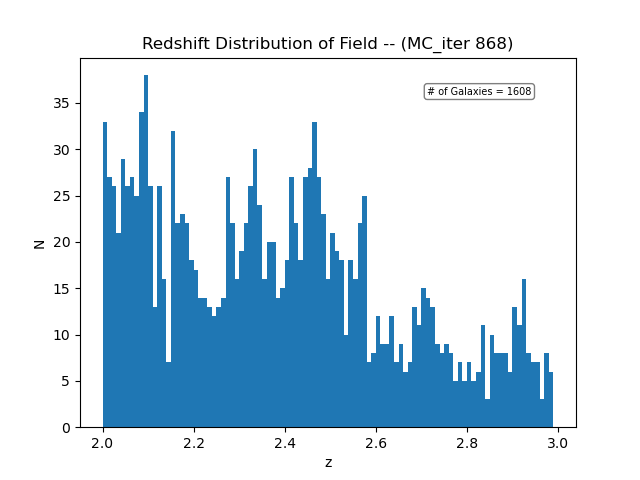 Redshift Distribution of Field -- (MC_iter 868)
# of Galaxies = 1608
N
35
30
25
20
15
10
5
0
2.0 2.2 2.4 2.6 2.8 3.0
z